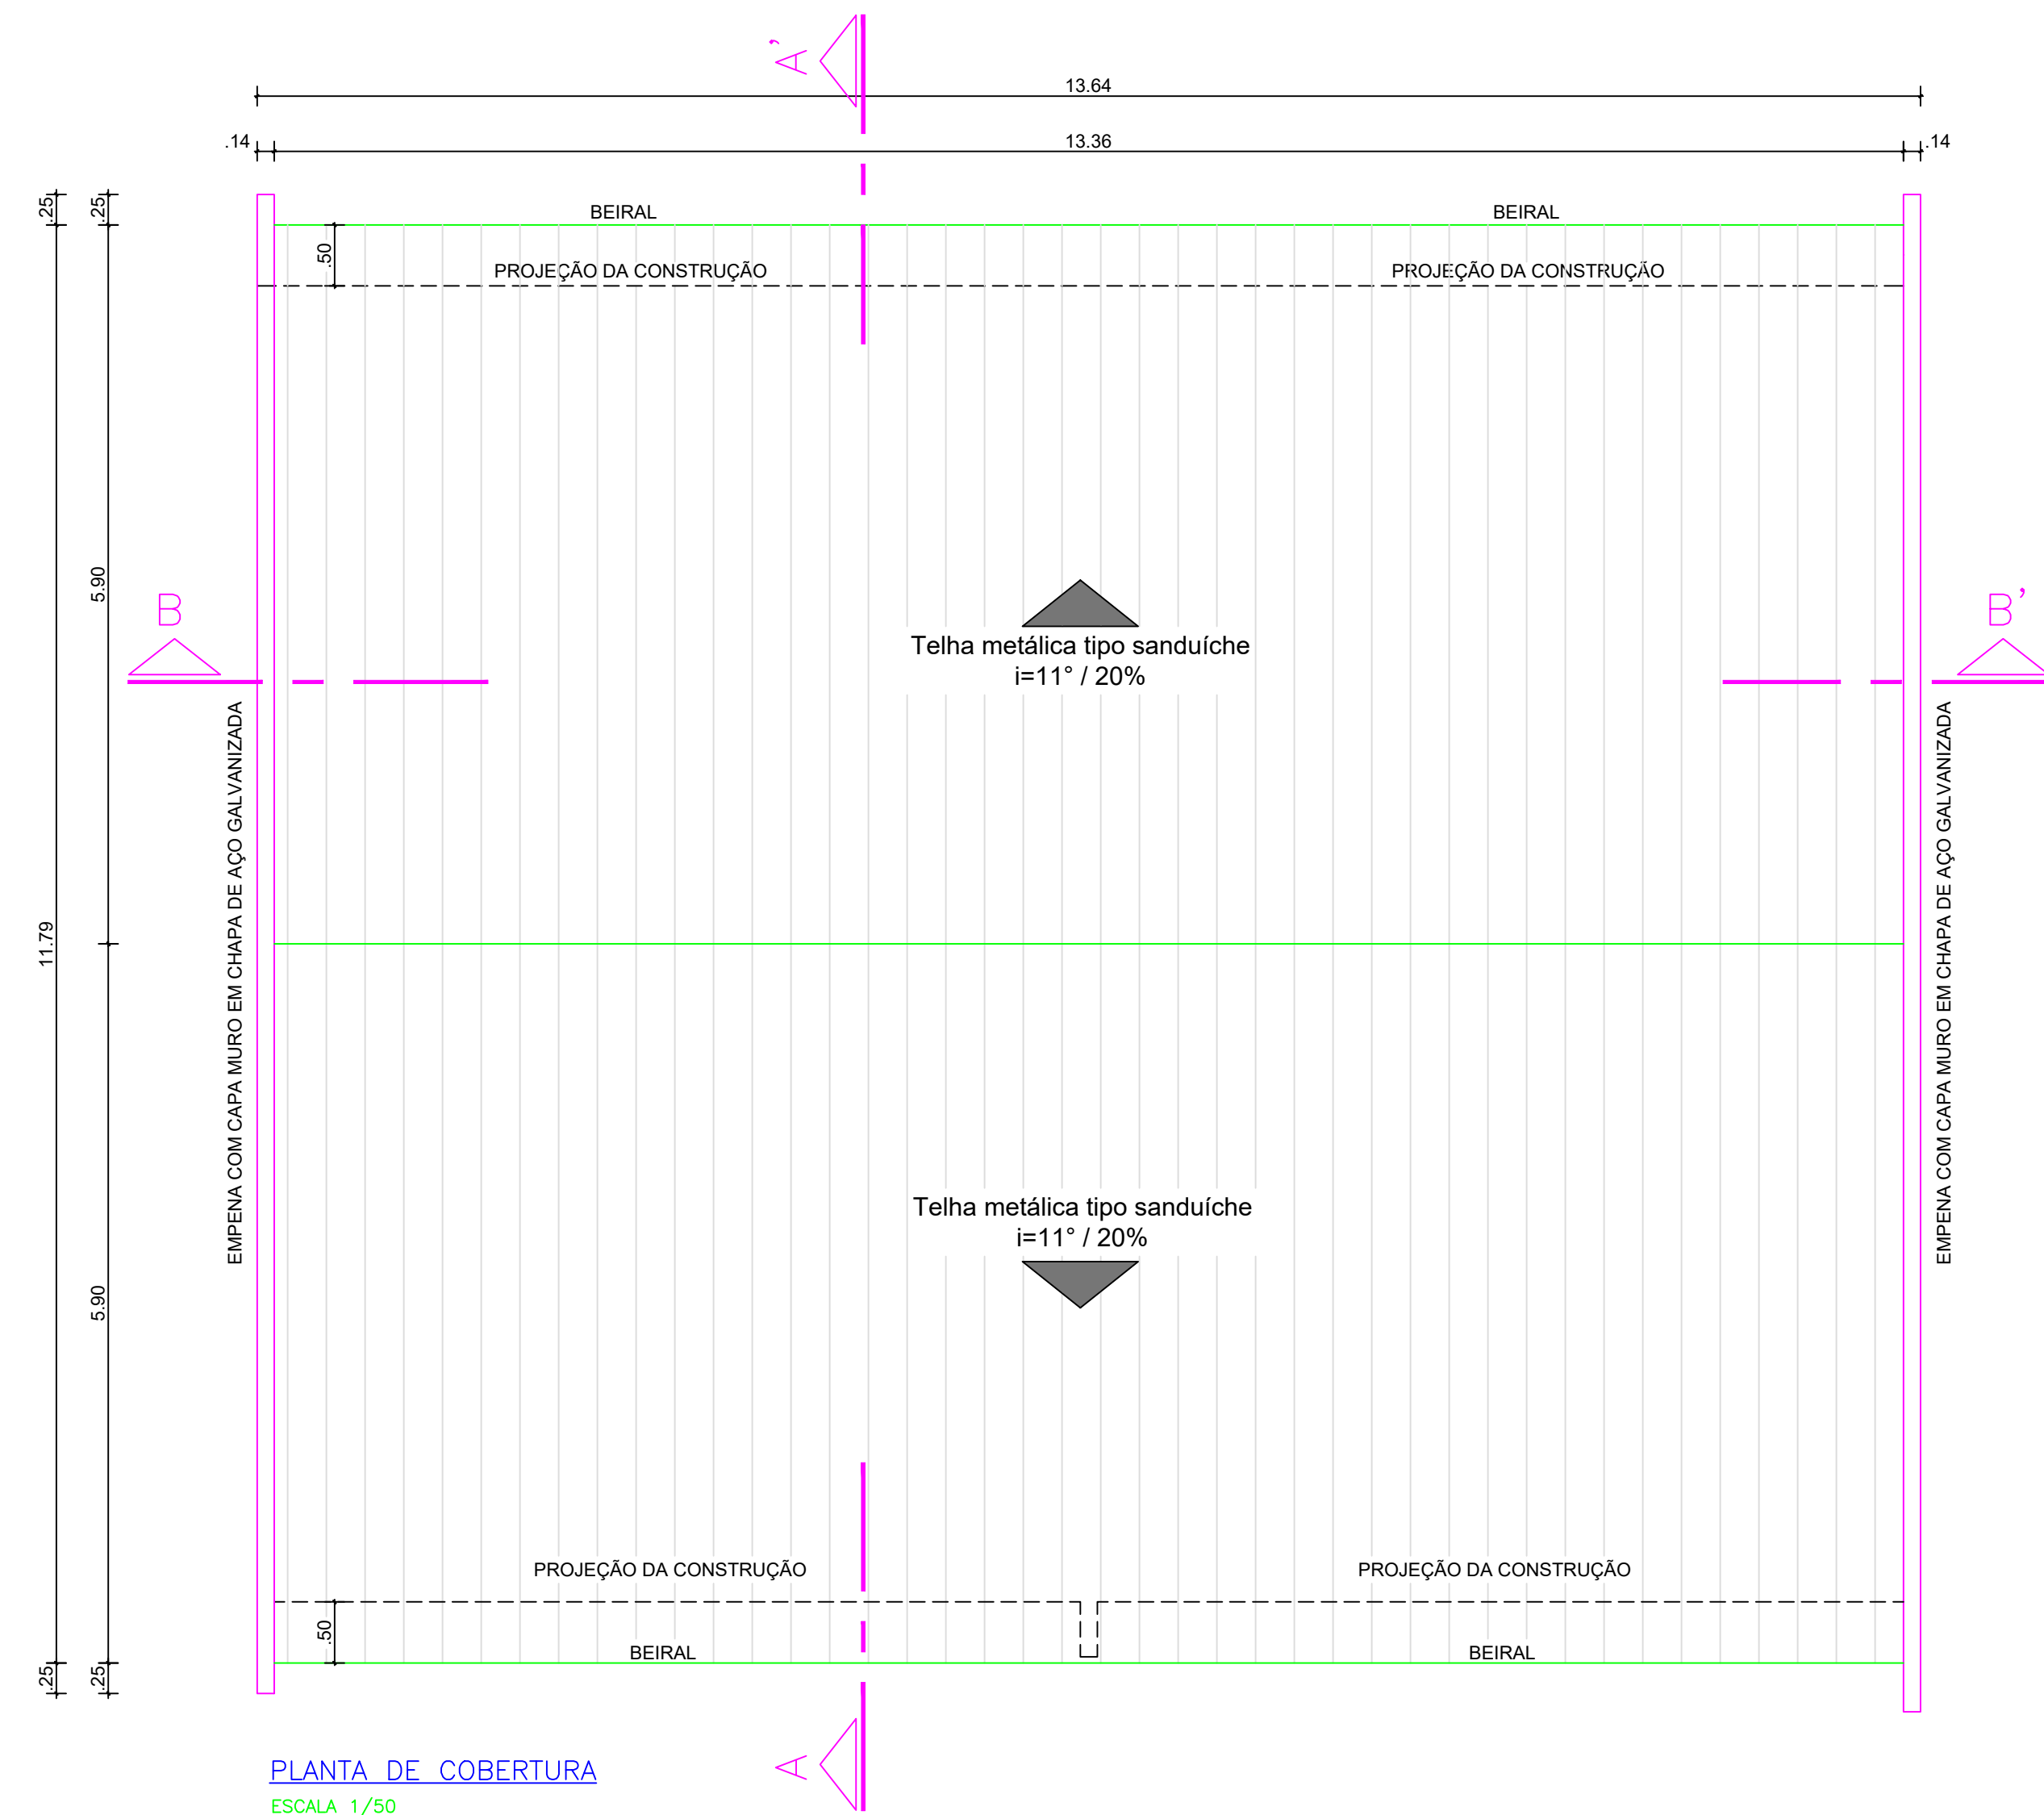 A'
13.64
.14
13.36
.14
.25
.25
BEIRAL
BEIRAL
.50
PROJEÇÃO DA CONSTRUÇÃO
PROJEÇÃO DA CONSTRUÇÃO
5.90
B
B'
Telha metálica tipo sanduíche
i=11° / 20%
EMPENA COM CAPA MURO EM CHAPA DE AÇO GALVANIZADA
EMPENA COM CAPA MURO EM CHAPA DE AÇO GALVANIZADA
11.79
Telha metálica tipo sanduíche
i=11° / 20%
5.90
PROJEÇÃO DA CONSTRUÇÃO
PROJEÇÃO DA CONSTRUÇÃO
.50
BEIRAL
BEIRAL
.25
.25
A
PLANTA DE COBERTURA
ESCALA 1/50